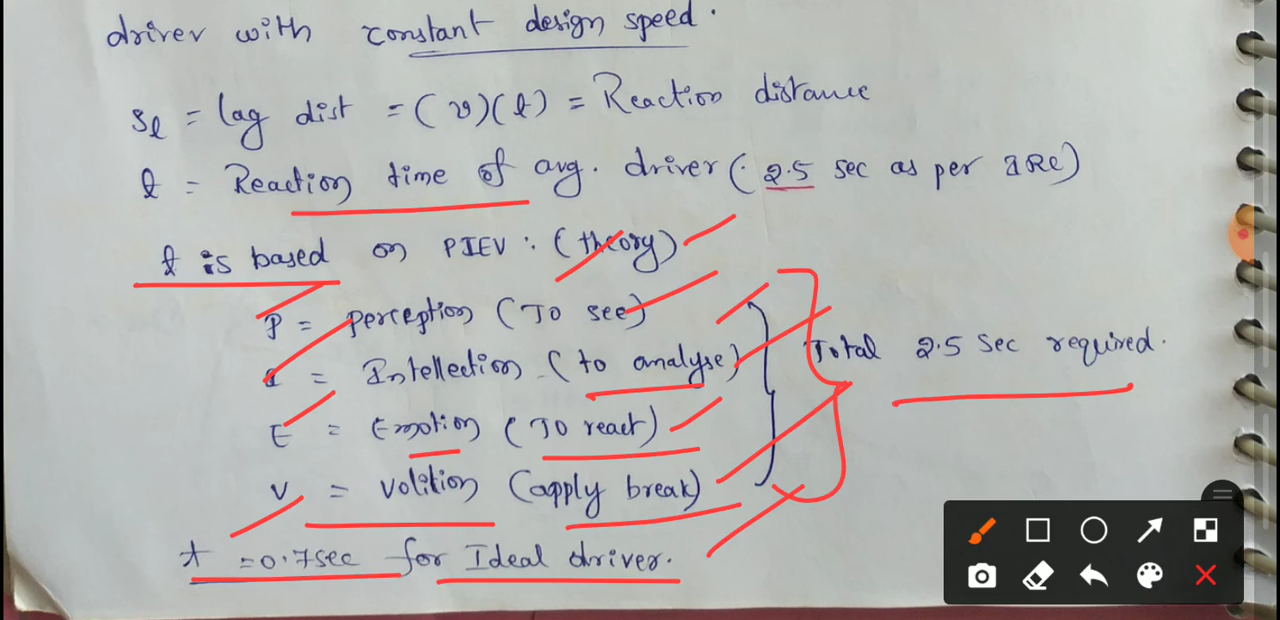 driver with constant design speed.
Sl = lag dist = (v)(t) = Reaction distance
t = Reaction time of avg. driver (2.5 sec as per IRC)
t is based on PIEV : (theory)
P = perception (To see)
I = Intellection (to analyse)
E = Emotion (To react)
V = Volition (apply break)
Total 2.5 sec required.
t = 0.7sec for Ideal driver.